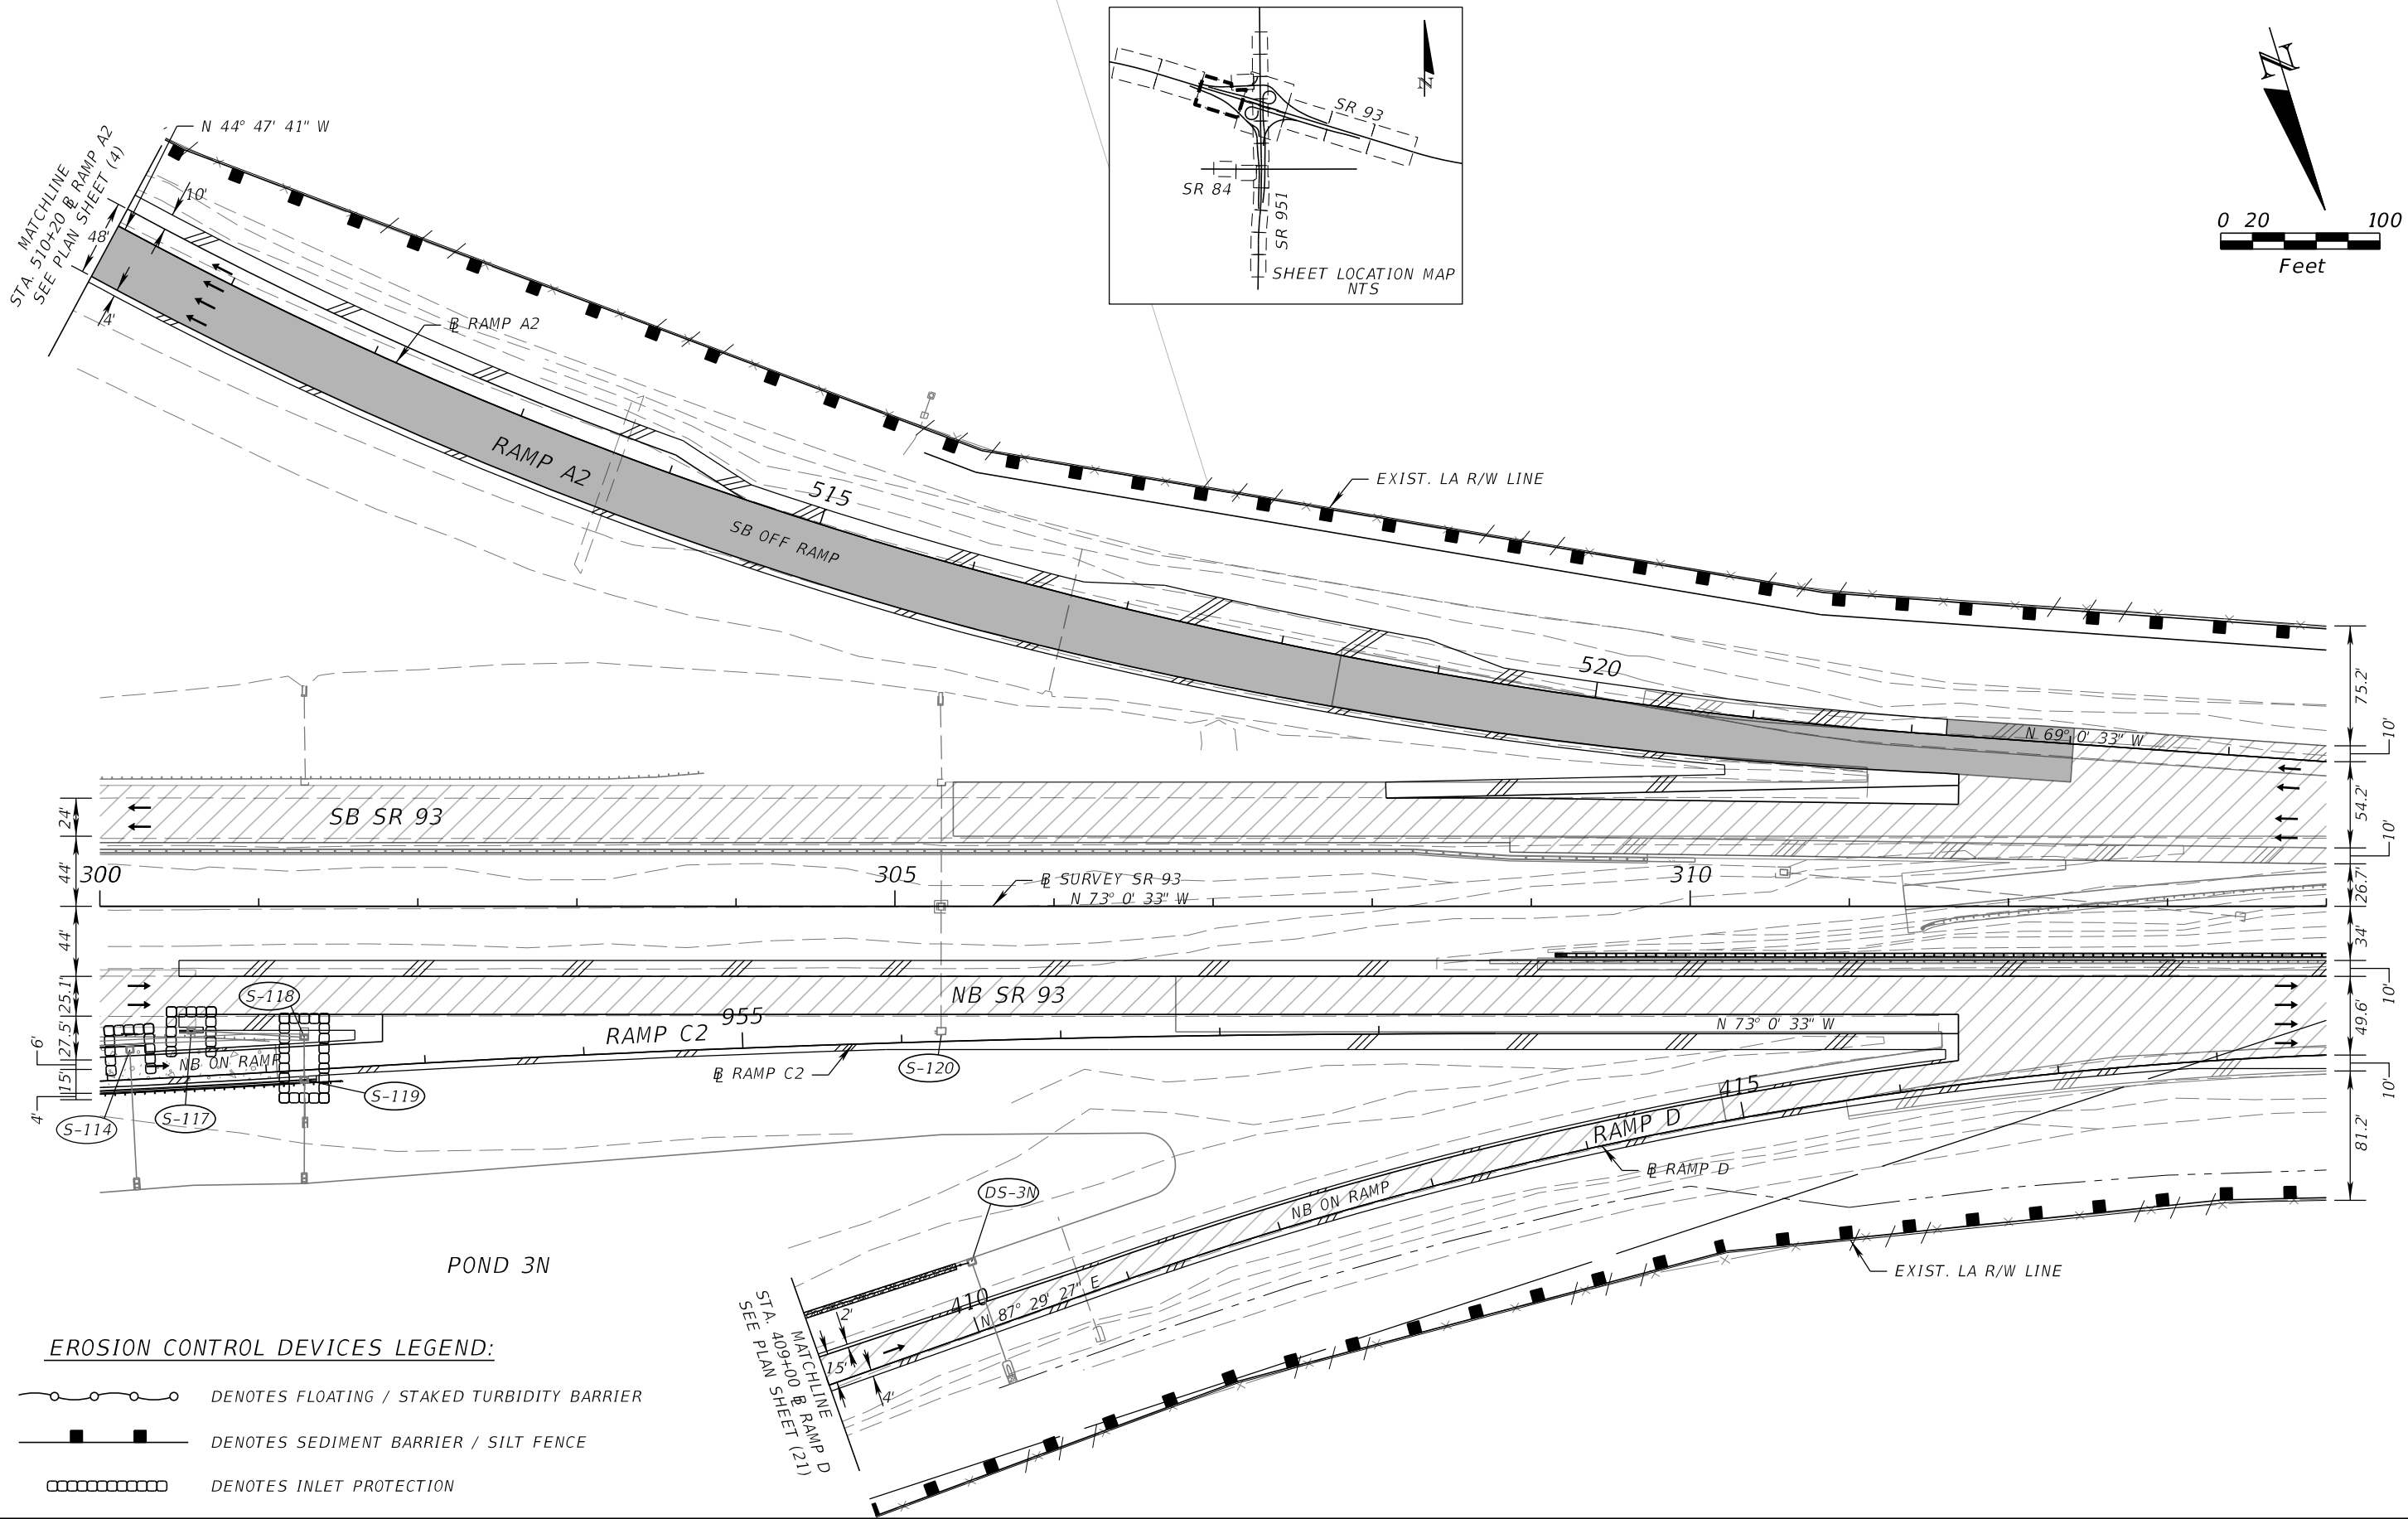 N 44° 47' 41" W
MATCHLINE
STA. 510+20 BL RAMP A2
SEE PLAN SHEET (4)
10'
48'
4'
BL RAMP A2
RAMP A2
SB OFF RAMP
515
520
EXIST. LA R/W LINE
N 69° 0' 33" W
SR 93
SR 84
SR 951
N
SHEET LOCATION MAP
NTS
N
0 20 100
Feet
75.2'
10'
54.2'
10'
26.7'
34'
10'
49.6'
10'
81.2'
24'
44'
44'
25.1'
27.5'
6'
15'
4'
SB SR 93
300
305
310
BL SURVEY SR 93
N 73° 0' 33" W
NB SR 93
S-118
955
RAMP C2
N 73° 0' 33" W
NB ON RAMP
BL RAMP C2
S-120
S-119
S-117
S-114
415
RAMP D
BL RAMP D
NB ON RAMP
DS-3N
410
N 87° 29' 27" E
2'
15'
4'
MATCHLINE
STA. 409+00 BL RAMP D
SEE PLAN SHEET (21)
EXIST. LA R/W LINE
POND 3N
EROSION CONTROL DEVICES LEGEND:
DENOTES FLOATING / STAKED TURBIDITY BARRIER
DENOTES SEDIMENT BARRIER / SILT FENCE
DENOTES INLET PROTECTION